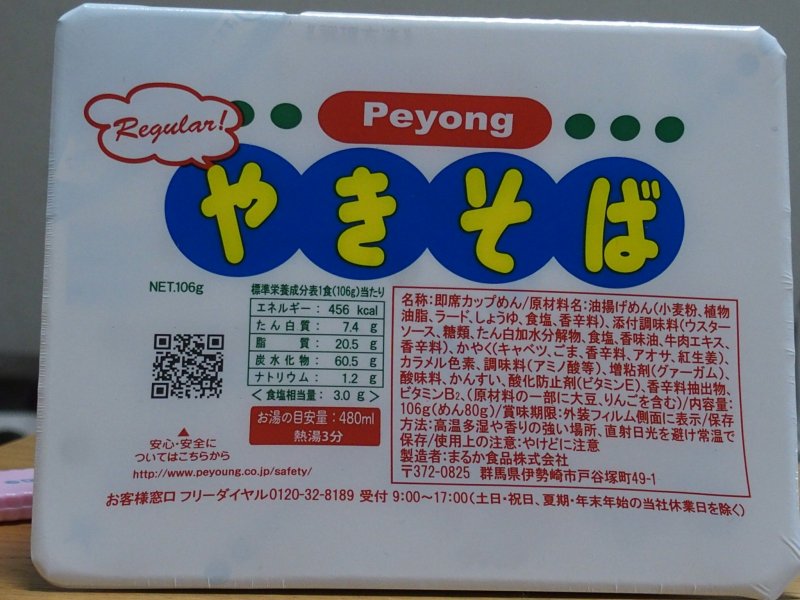 Regular!
Peyong
やきそば
NET.106g
標準栄養成分表1食(106g)当たり
エネルギー: 456 kcal
たん白質: 7.4 g
脂質: 20.5 g
炭水化物: 60.5 g
ナトリウム: 1.2 g
<食塩相当量: 3.0 g>
お湯の目安量:480ml
熱湯3分
▲
安心・安全に
ついてはこちらから
http://www.peyoung.co.jp/safety/
名称:即席カップめん/原材料名:油揚げめん(小麦粉、植物
油脂、ラード、しょうゆ、食塩、香辛料)、添付調味料(ウスター
ソース、糖類、たん白加水分解物、食塩、香味油、牛肉エキス、
香辛料)、かやく(キャベツ、ごま、香辛料、アオサ、紅生姜)、
カラメル色素、調味料(アミノ酸等)、増粘剤(グァーガム)、
酸味料、かんすい、酸化防止剤(ビタミンE)、香辛料抽出物、
ビタミンB₂、(原材料の一部に大豆、りんごを含む)/内容量:
106g(めん80g)/賞味期限:外装フィルム側面に表示/保存
方法:高温多湿や香りの強い場所、直射日光を避け常温で
保存/使用上の注意:やけどに注意
製造者:まるか食品株式会社
〒372-0825 群馬県伊勢崎市戸谷塚町49-1
お客様窓口 フリーダイヤル0120-32-8189 受付 9:00～17:00(土日・祝日、夏期・年末年始の当社休業日を除く)